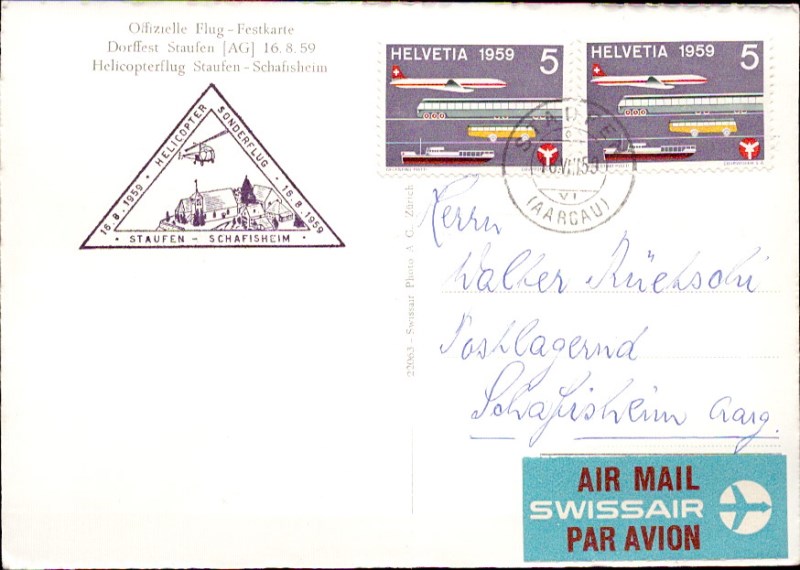 Offizielle Flug-Festkarte
Dorffest Staufen [AG] 16.8.59
Helicopterflug Staufen-Schafisheim
16.8.1959 · HELICOPTER SONDERFLUG · 16.8.1959
· STAUFEN - SCHAFISHEIM ·
HELVETIA 1959 5
HELVETIA 1959 5
STAUFEN
VI
(AARGAU)
22063 - Swissair Photo A G., Zürich
Herrn
Walter Rüetschi
Postlagernd
Schafisheim Aarg.
AIR MAIL
SWISSAIR
PAR AVION